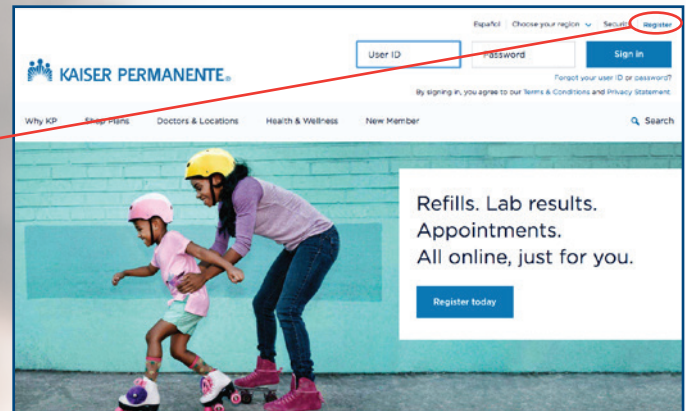 Español Choose your region Security Register
User ID Password Sign in
KAISER PERMANENTE®
Forgot your user ID or password?
By signing in, you agree to our Terms & Conditions and Privacy Statement.
Why KP Shop Plans Doctors & Locations Health & Wellness New Member Search
Refills. Lab results.
Appointments.
All online, just for you.
Register today